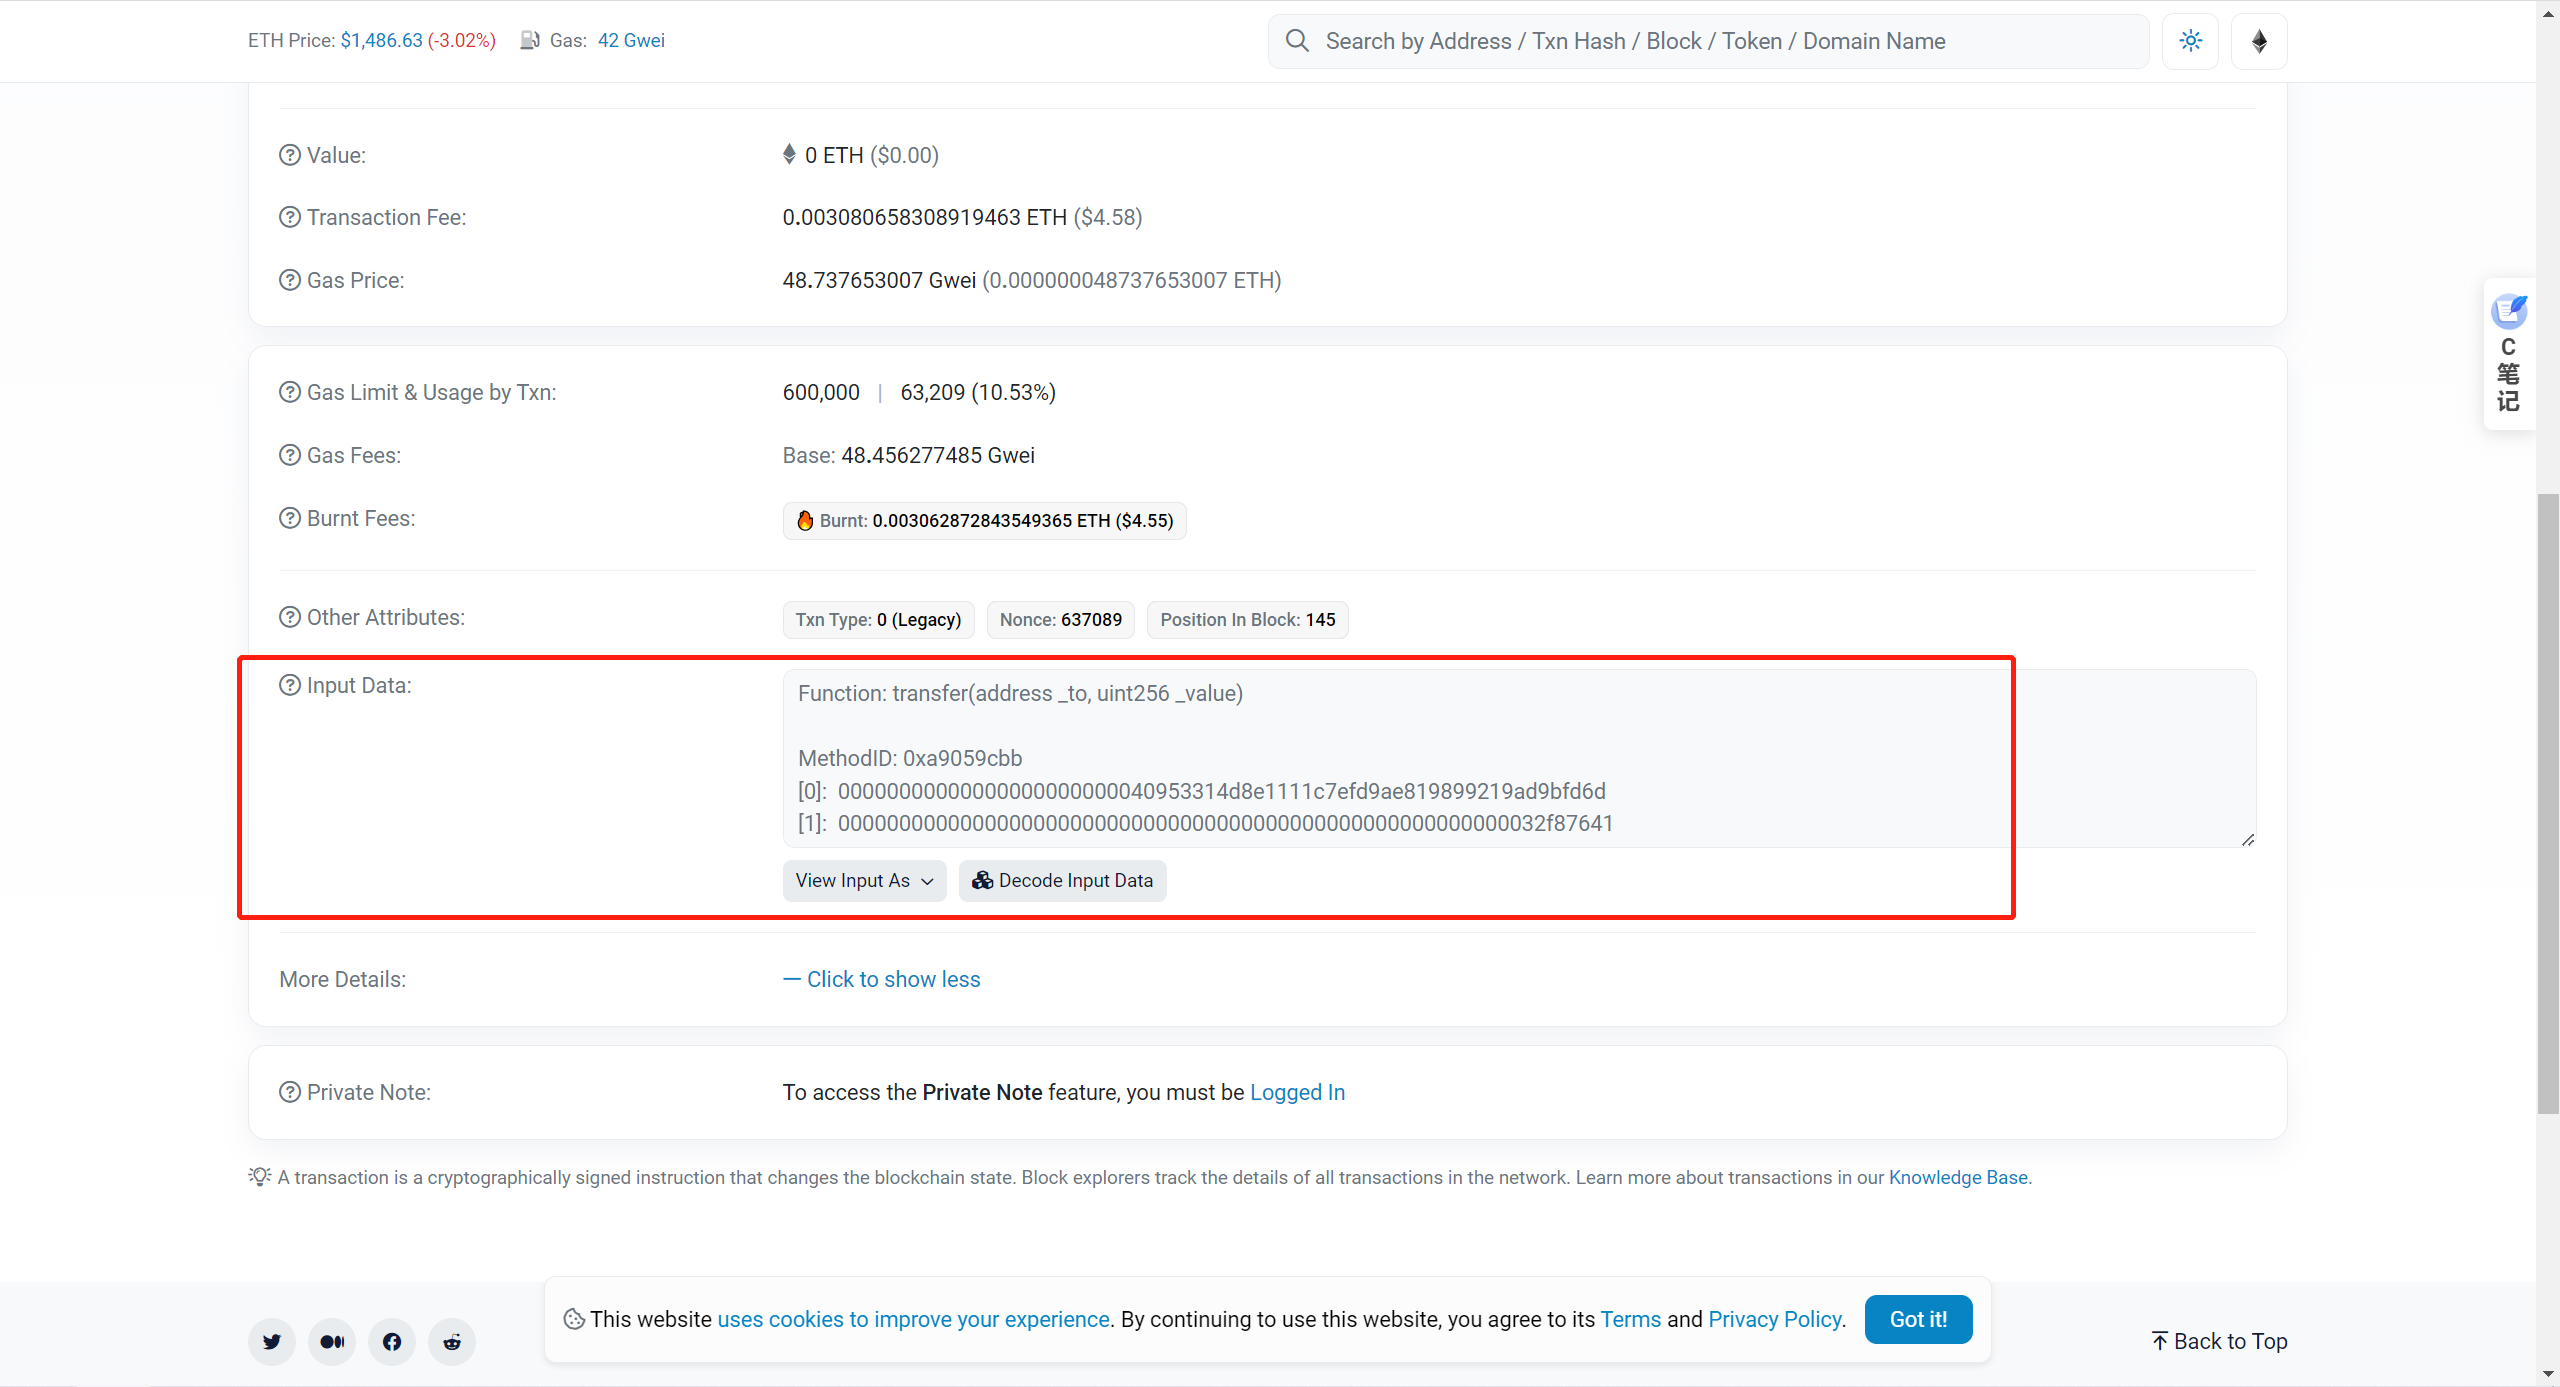 ETH Price: $1,486.63 (-3.02%) Gas: 42 Gwei
Search by Address / Txn Hash / Block / Token / Domain Name
Value: 0 ETH ($0.00)
Transaction Fee: 0.003080658308919463 ETH ($4.58)
Gas Price: 48.737653007 Gwei (0.000000048737653007 ETH)
Gas Limit & Usage by Txn: 600,000 | 63,209 (10.53%)
Gas Fees: Base: 48.456277485 Gwei
Burnt Fees: Burnt: 0.003062872843549365 ETH ($4.55)
Other Attributes: Txn Type: 0 (Legacy) Nonce: 637089 Position In Block: 145
Input Data: Function: transfer(address _to, uint256 _value)
MethodID: 0xa9059cbb
[0]: 00000000000000000000000040953314d8e1111c7efd9ae819899219ad9bfd6d
[1]: 0000000000000000000000000000000000000000000000000000000032f87641
View Input As Decode Input Data
More Details: — Click to show less
Private Note: To access the Private Note feature, you must be Logged In
A transaction is a cryptographically signed instruction that changes the blockchain state. Block explorers track the details of all transactions in the network. Learn more about transactions in our Knowledge Base.
This website uses cookies to improve your experience. By continuing to use this website, you agree to its Terms and Privacy Policy. Got it!
Back to Top
C
笔
记